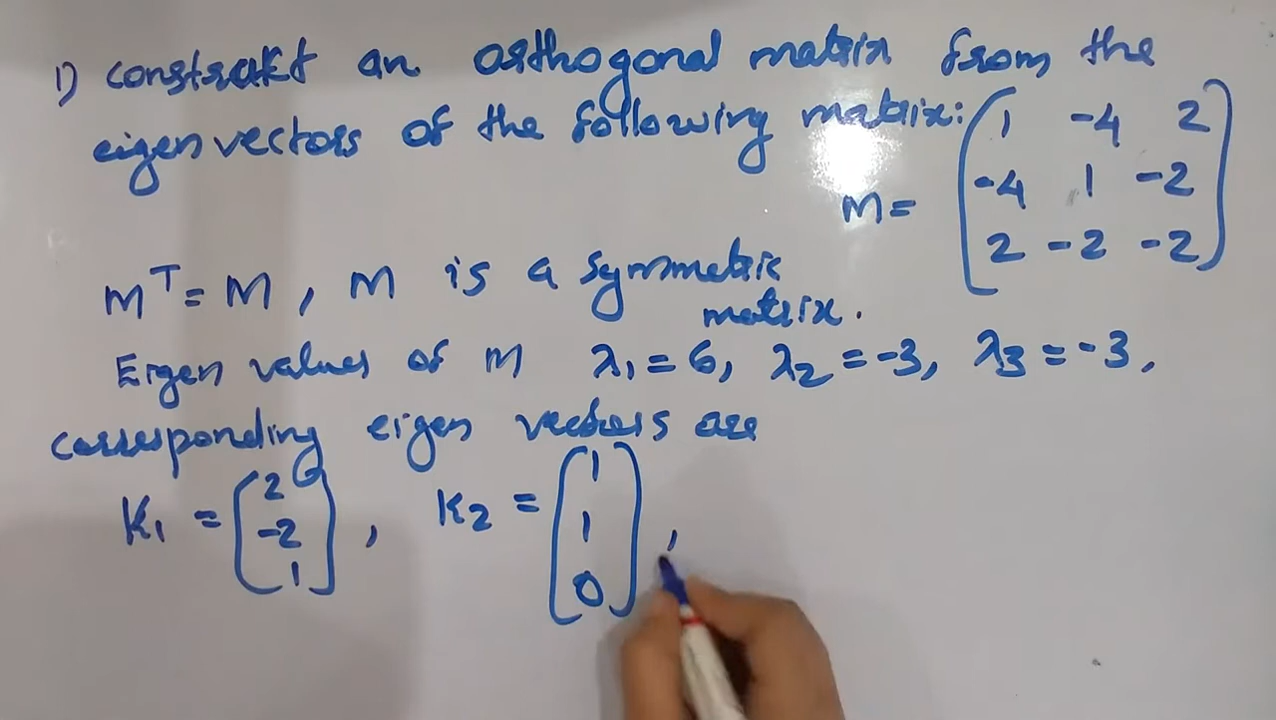 1) construct an orthogonal matrix from the
eigenvectors of the following matrix:
M = ( 1 -4 2
-4 1 -2
2 -2 -2 )
M^T = M, M is a symmetric
matrix.
Eigen values of M λ1 = 6, λ2 = -3, λ3 = -3,
corresponding eigen vectors are
K1 = ( 2
-2
1 ) , K2 = ( 1
1
0 ) ,